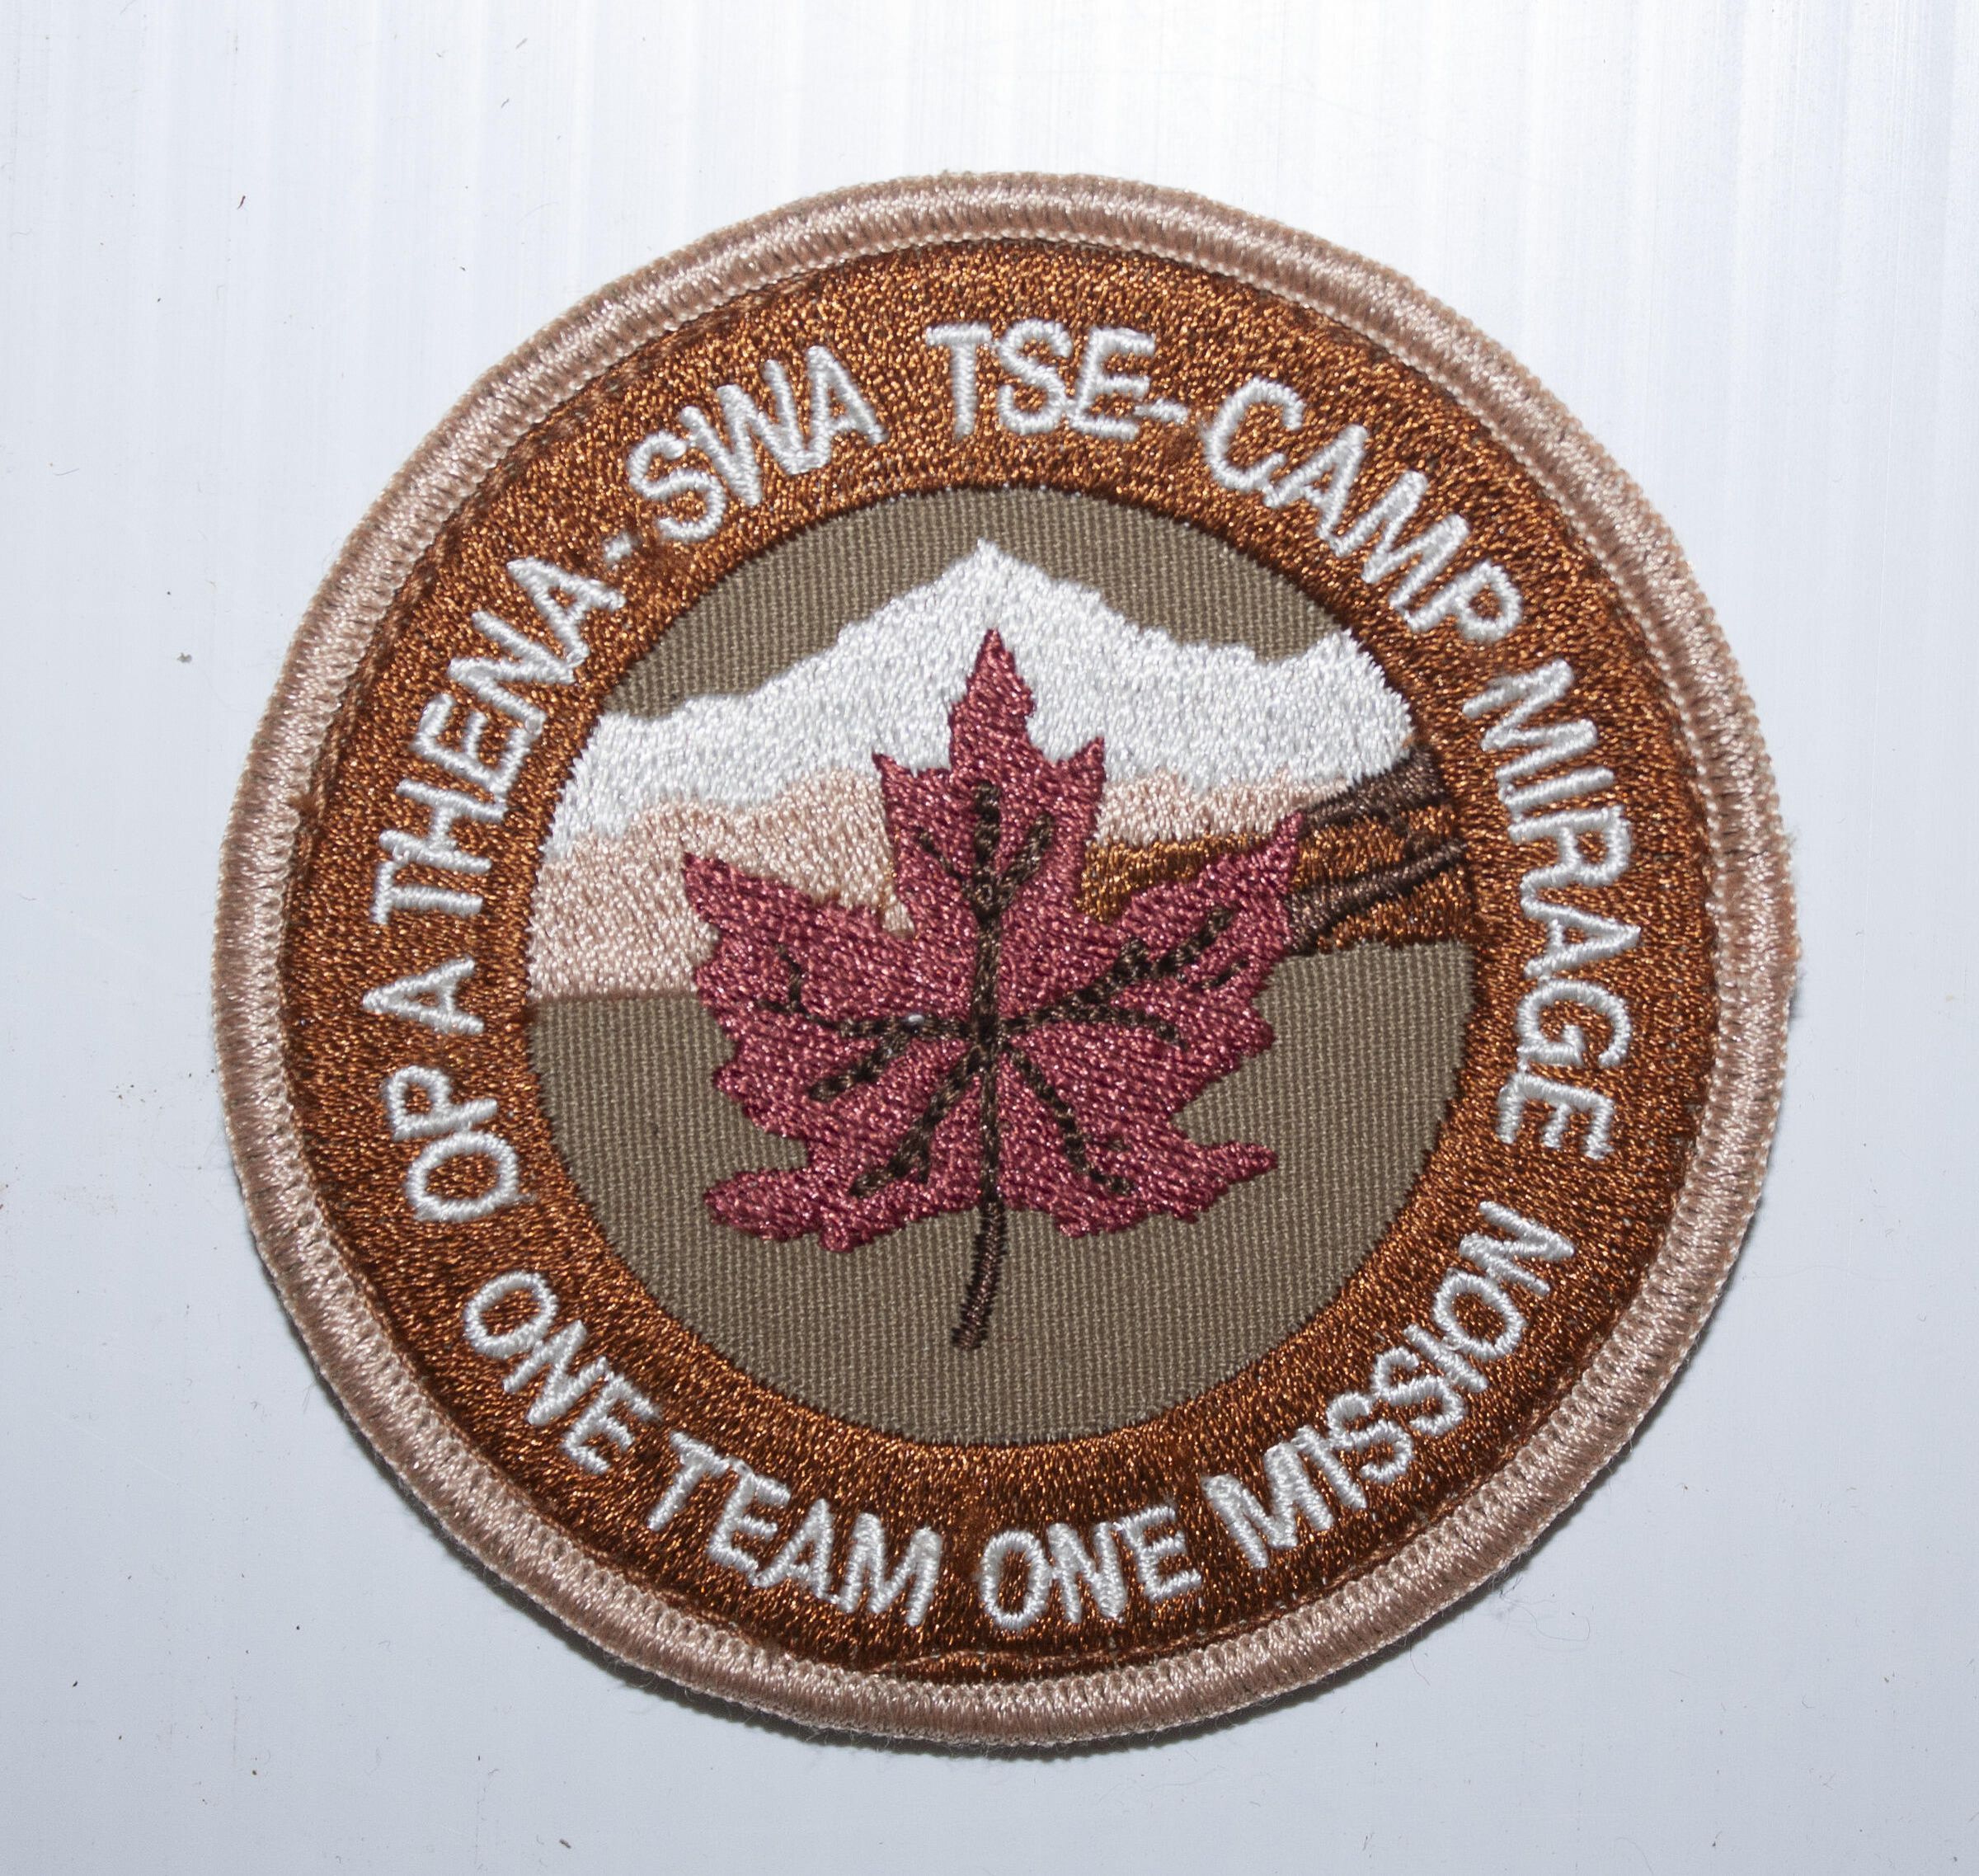 OP ATHENA-SWA TSE-CAMP MIRAGE
ONE TEAM ONE MISSION